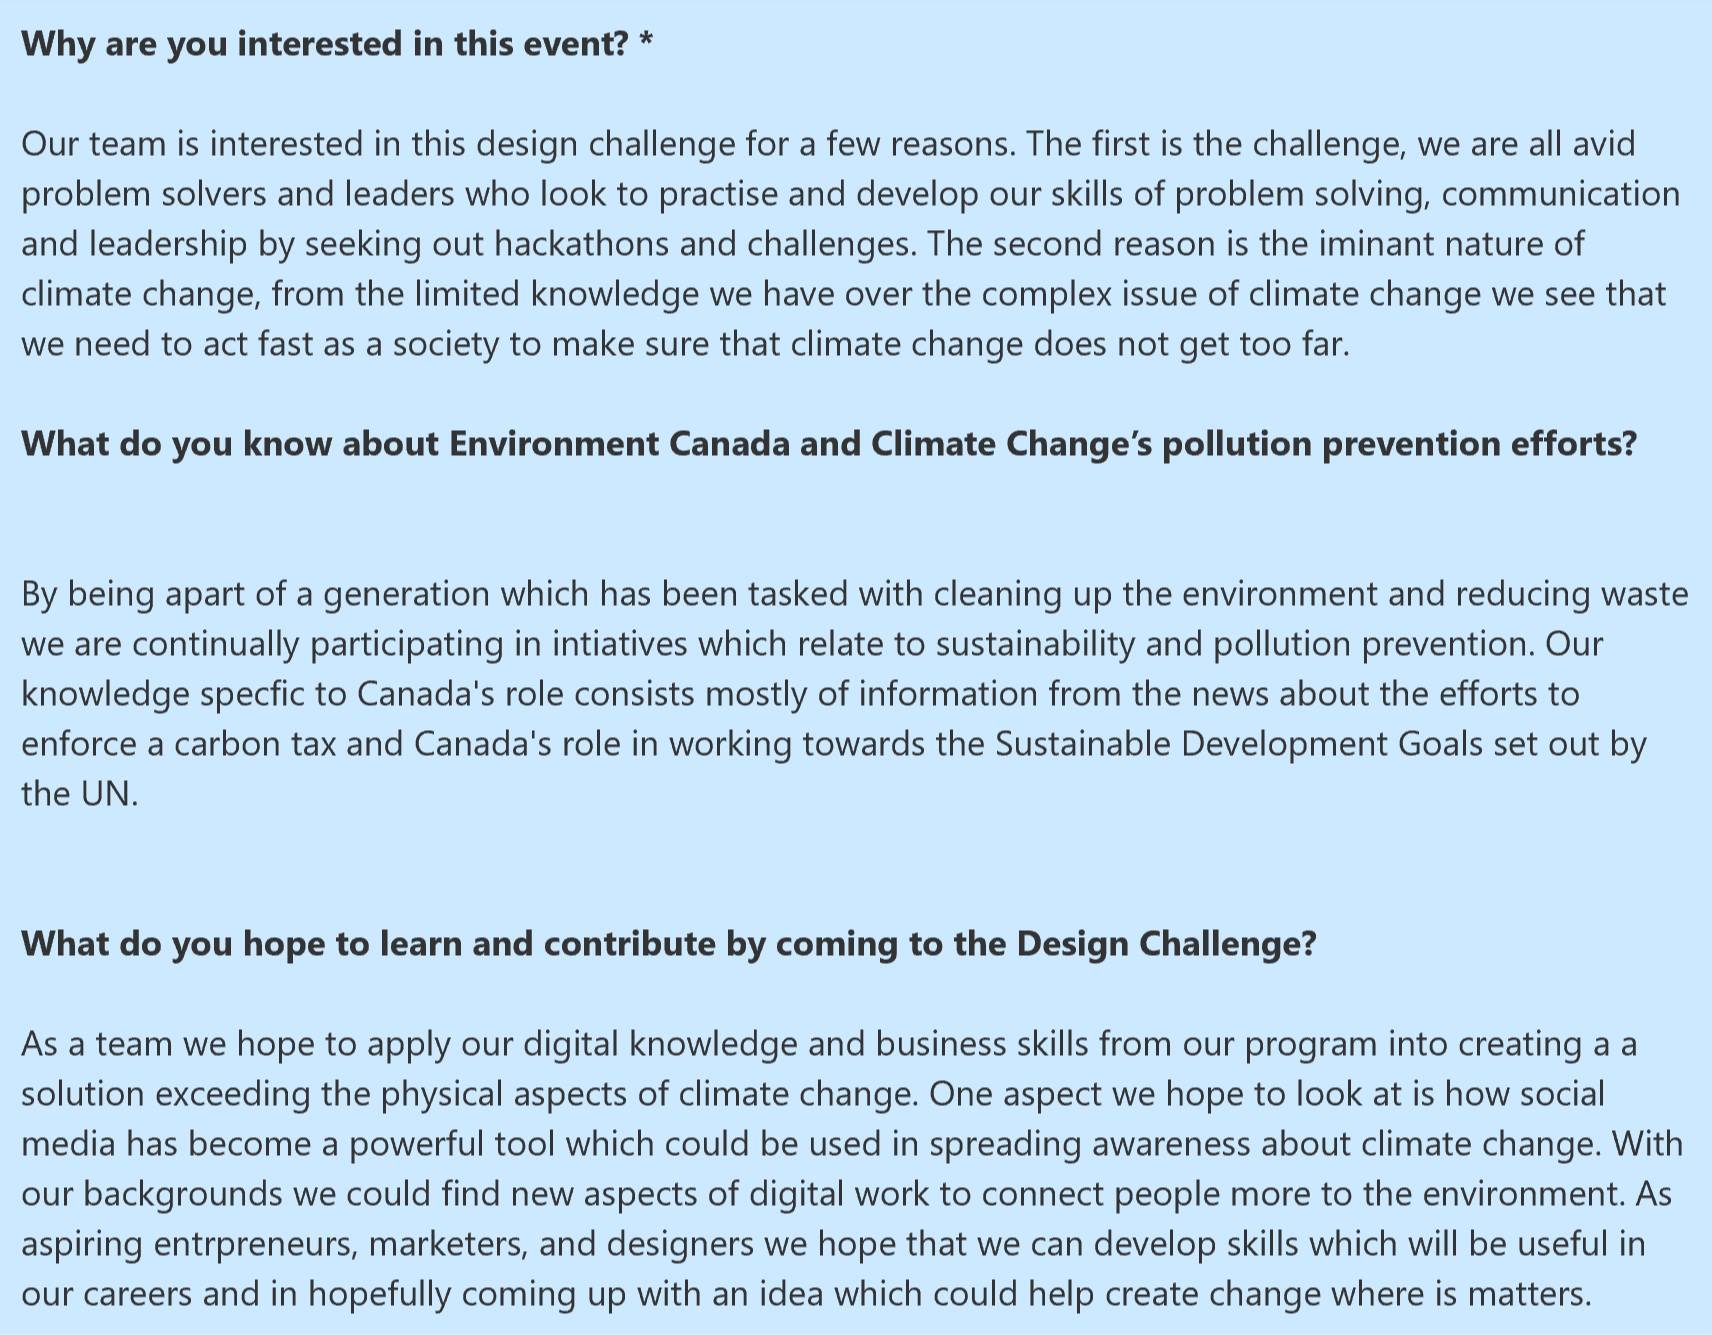 Why are you interested in this event? *
Our team is interested in this design challenge for a few reasons. The first is the challenge, we are all avid
problem solvers and leaders who look to practise and develop our skills of problem solving, communication
and leadership by seeking out hackathons and challenges. The second reason is the iminant nature of
climate change, from the limited knowledge we have over the complex issue of climate change we see that
we need to act fast as a society to make sure that climate change does not get too far.
What do you know about Environment Canada and Climate Change’s pollution prevention efforts?
By being apart of a generation which has been tasked with cleaning up the environment and reducing waste
we are continually participating in intiatives which relate to sustainability and pollution prevention. Our
knowledge specfic to Canada's role consists mostly of information from the news about the efforts to
enforce a carbon tax and Canada's role in working towards the Sustainable Development Goals set out by
the UN.
What do you hope to learn and contribute by coming to the Design Challenge?
As a team we hope to apply our digital knowledge and business skills from our program into creating a a
solution exceeding the physical aspects of climate change. One aspect we hope to look at is how social
media has become a powerful tool which could be used in spreading awareness about climate change. With
our backgrounds we could find new aspects of digital work to connect people more to the environment. As
aspiring entrpreneurs, marketers, and designers we hope that we can develop skills which will be useful in
our careers and in hopefully coming up with an idea which could help create change where is matters.